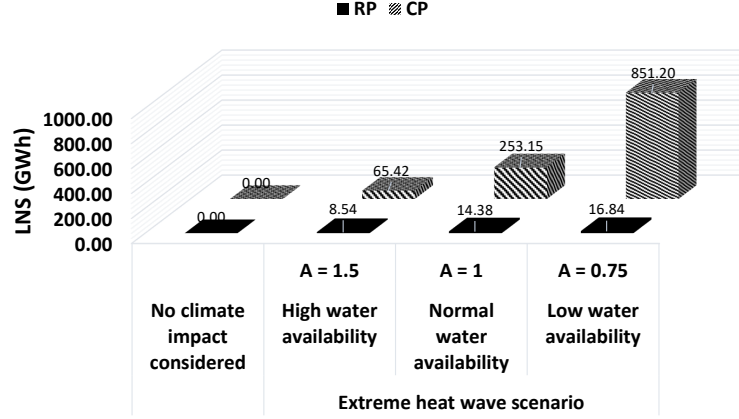 RP CP
LNS (GWh)
1000.00
800.00
600.00
400.00
200.00
0.00
0.00
65.42
253.15
851.20
0.00
8.54
14.38
16.84
A = 1.5
A = 1
A = 0.75
No climate
impact
considered
High water
availability
Normal
water
availability
Low water
availability
Extreme heat wave scenario